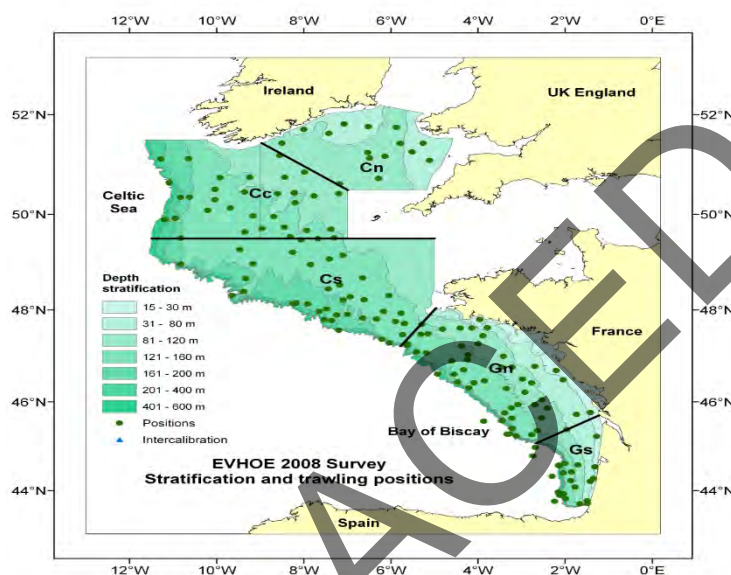 12°W 10°W 8°W 6°W 4°W 2°W 0°E
Ireland
UK England
52°N
52°N
Cn
Cc
Celtic
Sea
50°N
50°N
Cs
Depth
stratification
15 - 30 m
31 - 80 m
81 - 120 m
121 - 160 m
161 - 200 m
201 - 400 m
401 - 600 m
Positions
Intercalibration
48°N
48°N
France
Gn
46°N
46°N
Bay of Biscay
Gs
EVHOE 2008 Survey
Stratification and trawling positions
44°N
44°N
Spain
12°W 10°W 8°W 6°W 4°W 2°W 0°E
ACED